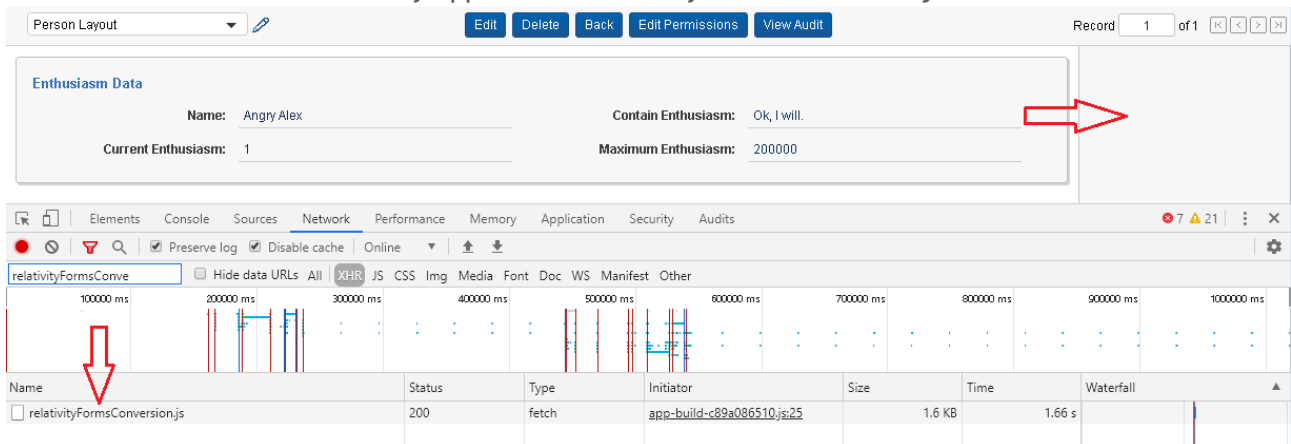 Person Layout Edit Delete Back Edit Permissions View Audit Record 1 of 1
Enthusiasm Data
Name: Angry Alex Contain Enthusiasm: Ok, I will.
Current Enthusiasm: 1 Maximum Enthusiasm: 200000
Elements Console Sources Network Performance Memory Application Security Audits 7 21
Preserve log Disable cache Online
relativityFormsConve Hide data URLs All XHR JS CSS Img Media Font Doc WS Manifest Other
100000 ms 200000 ms 300000 ms 400000 ms 500000 ms 600000 ms 700000 ms 800000 ms 900000 ms 1000000 ms
Name Status Type Initiator Size Time Waterfall
relativityFormsConversion.js 200 fetch app-build-c89a086510.js:25 1.6 KB 1.66 s